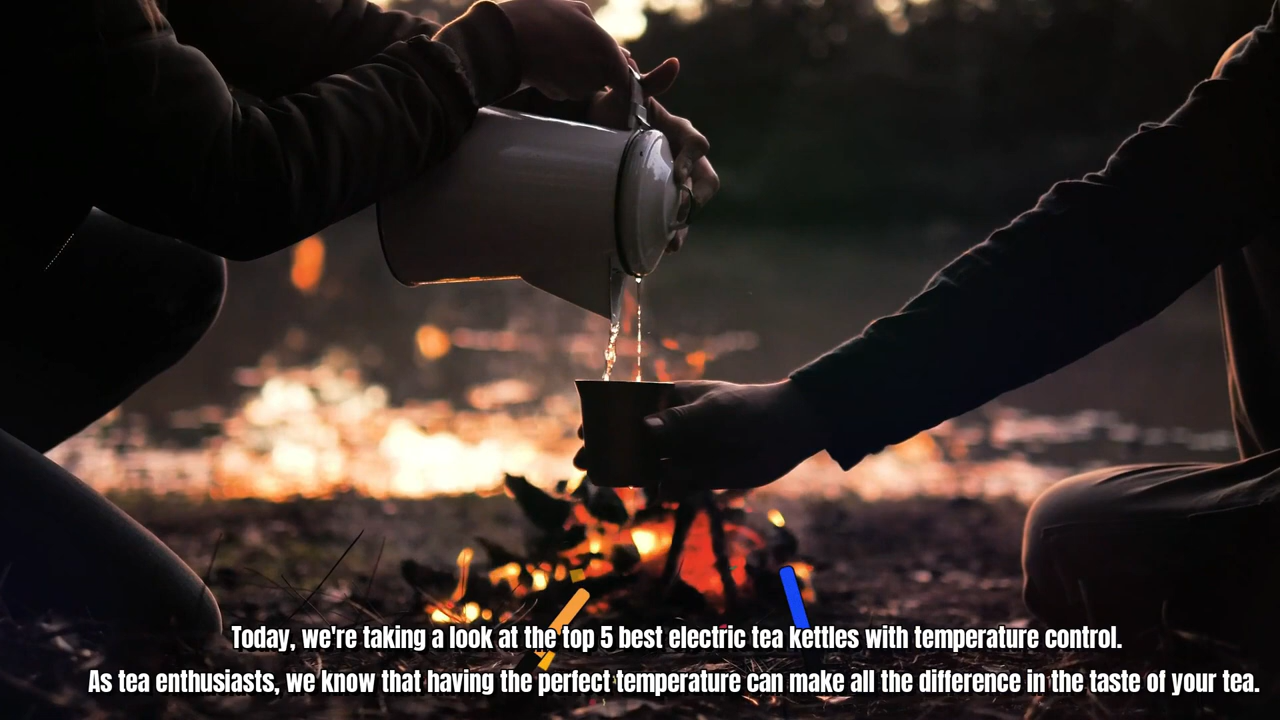 Today, we're taking a look at the top 5 best electric tea kettles with temperature control.
As tea enthusiasts, we know that having the perfect temperature can make all the difference in the taste of your tea.